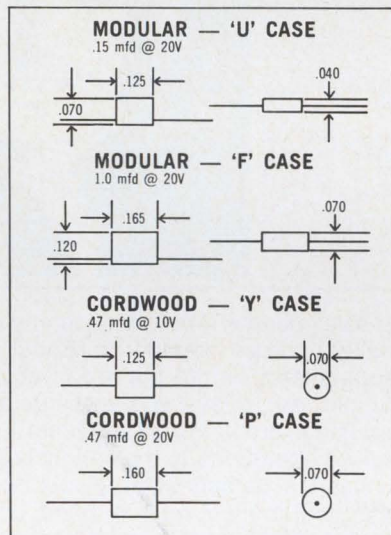 MODULAR — 'U' CASE
.15 mfd @ 20V
.125
.040
.070
MODULAR — 'F' CASE
1.0 mfd @ 20V
.165
.070
.120
CORDWOOD — 'Y' CASE
.47 mfd @ 10V
.125
.070
CORDWOOD — 'P' CASE
.47 mfd @ 20V
.160
.070